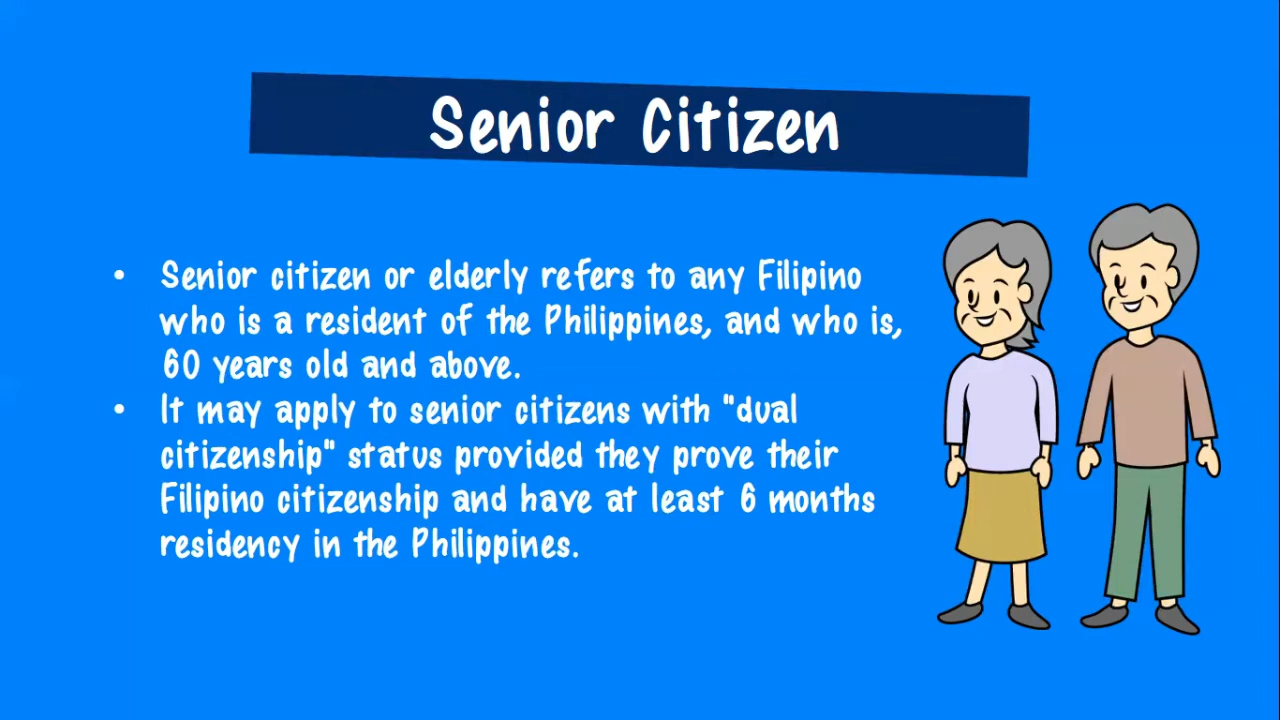 Senior Citizen
• Senior citizen or elderly refers to any Filipino
who is a resident of the Philippines, and who is,
60 years old and above.
• It may apply to senior citizens with "dual
citizenship" status provided they prove their
Filipino citizenship and have at least 6 months
residency in the Philippines.